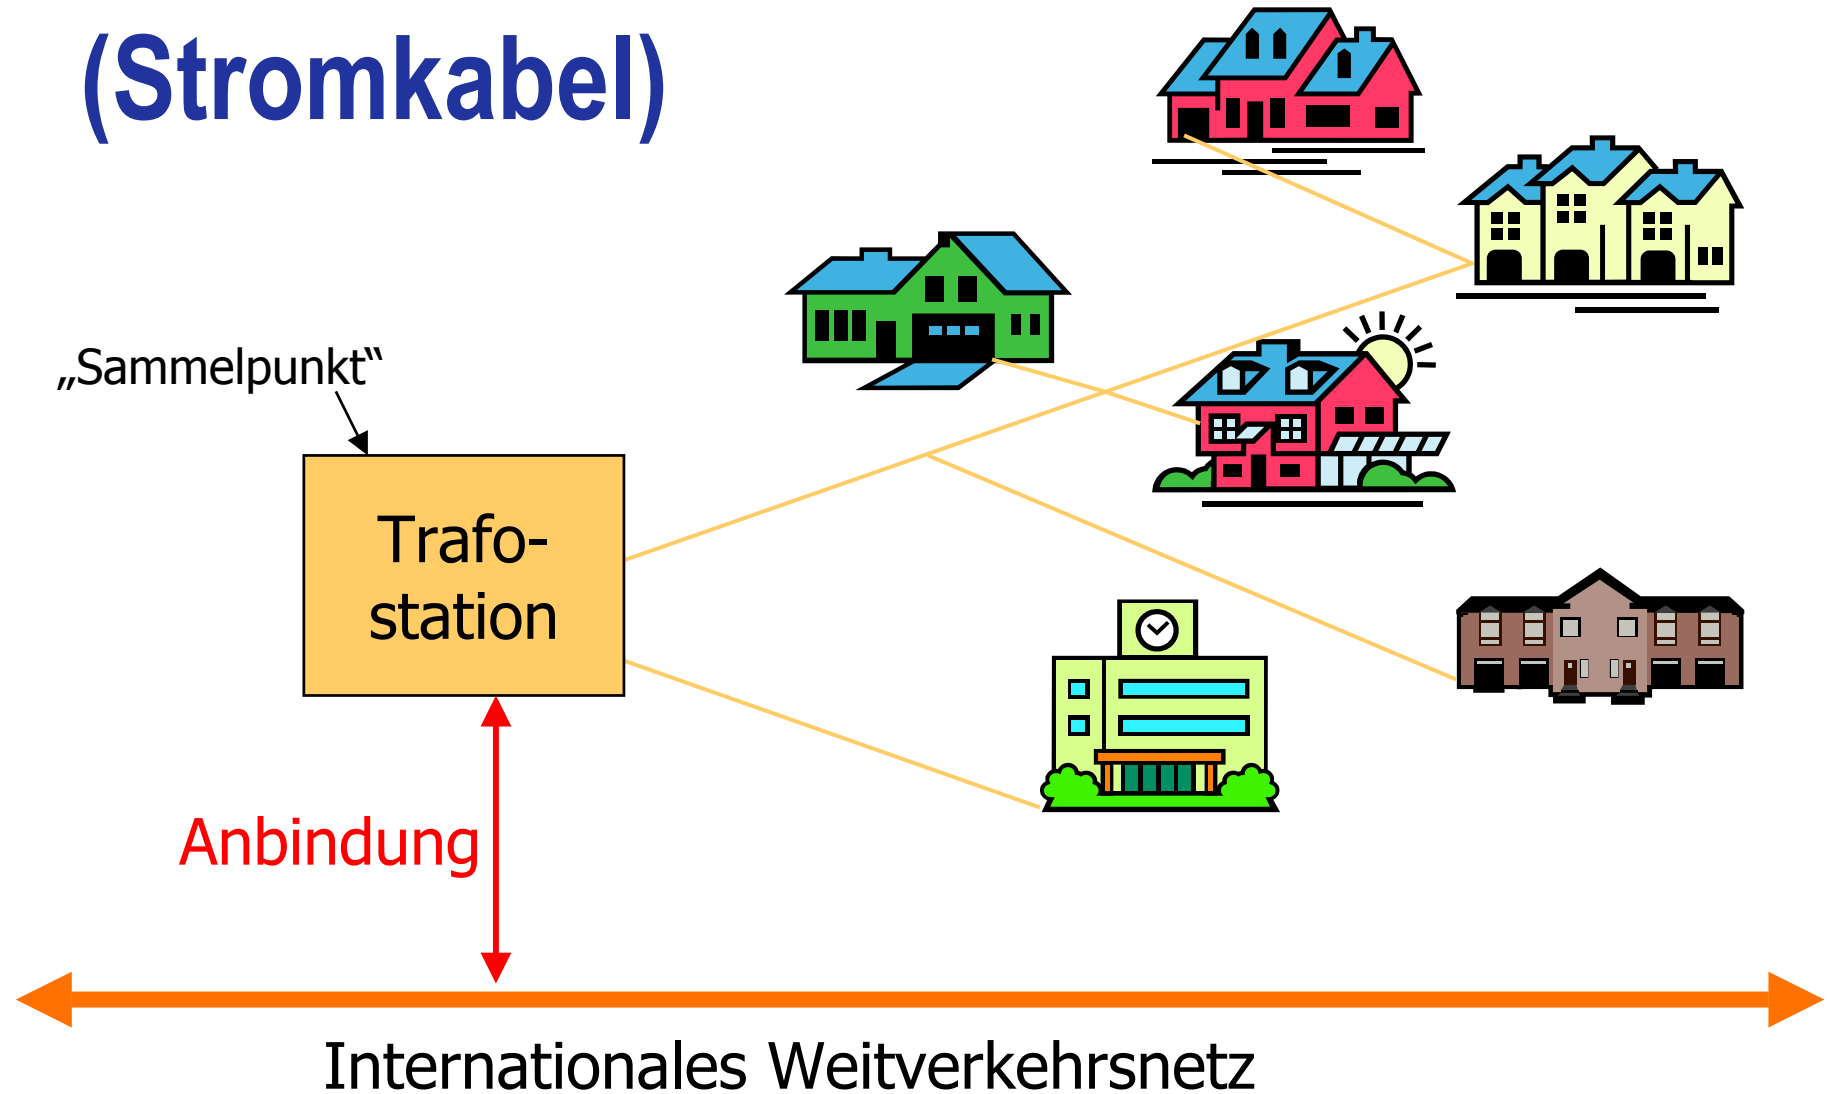 (Stromkabel)
„Sammelpunkt“
Trafo-
station
Anbindung
Internationales Weitverkehrsnetz